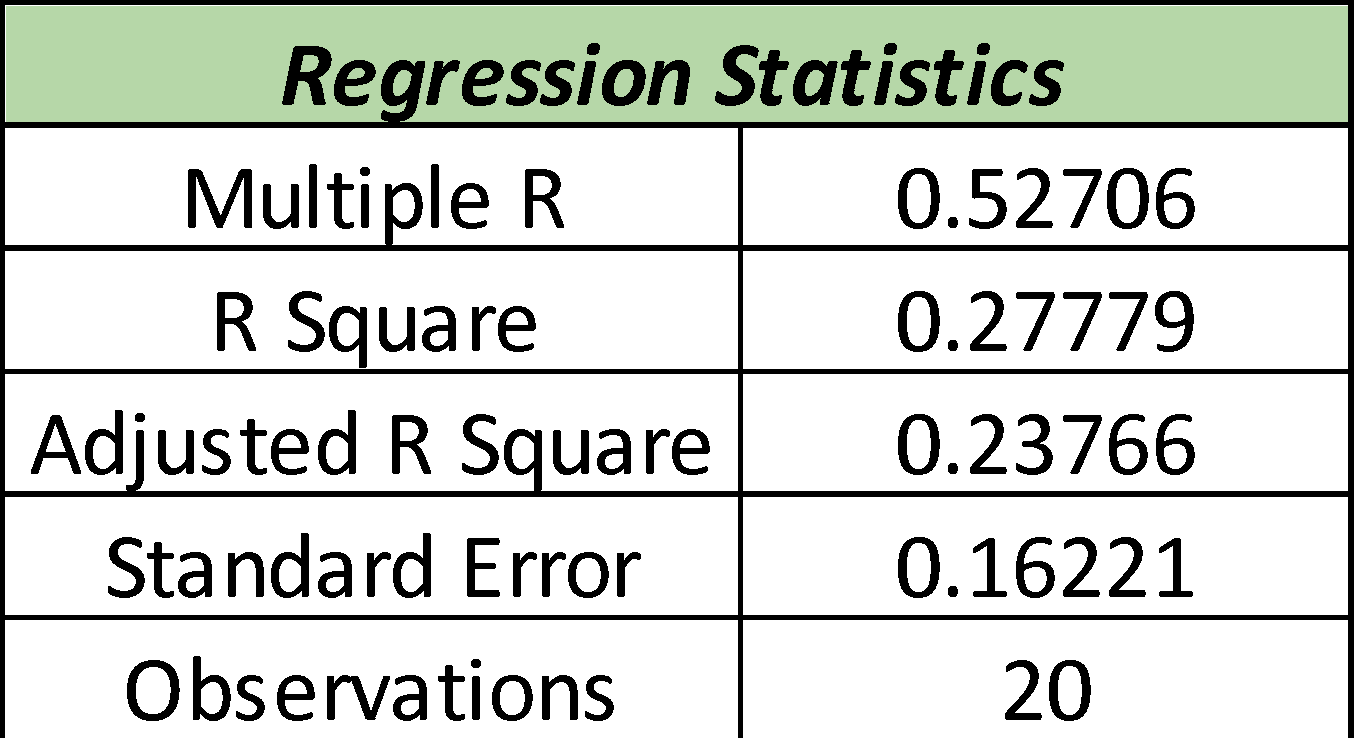 Regression Statistics
Multiple R 0.52706
R Square 0.27779
Adjusted R Square 0.23766
Standard Error 0.16221
Observations 20